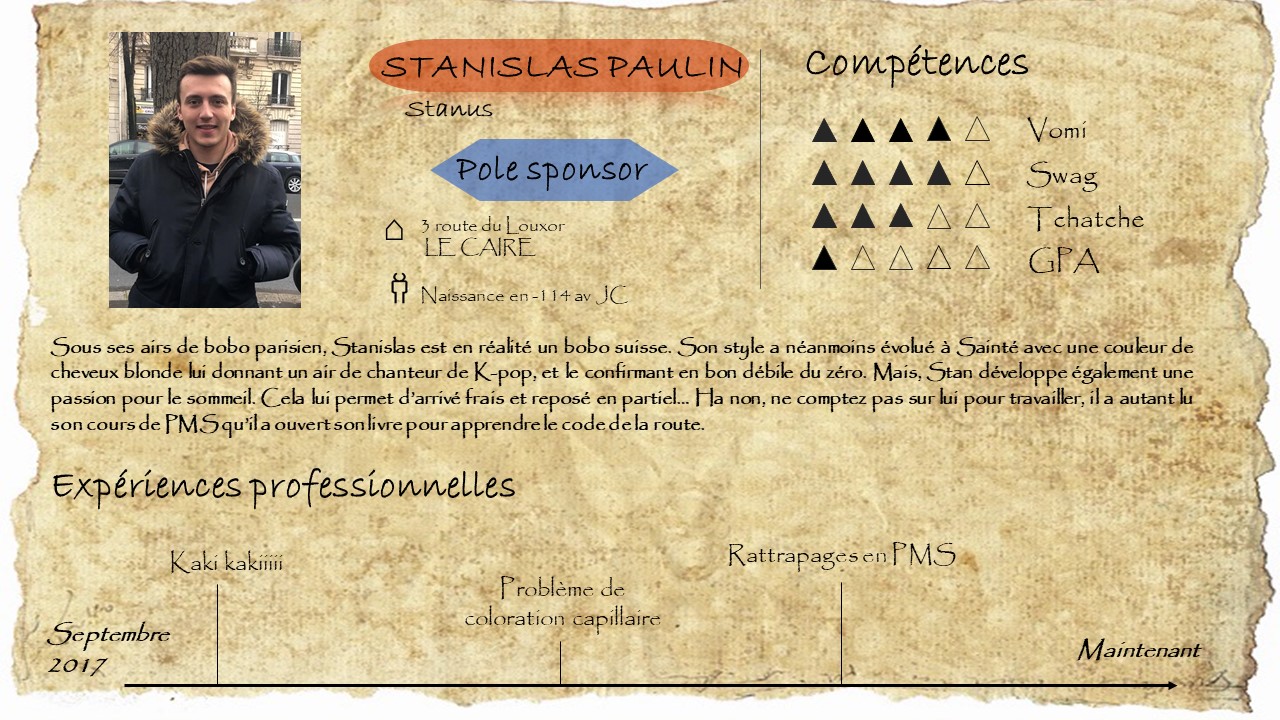 STANISLAS PAULIN
Stanus
Pole sponsor
3 route du Louxor
LE CAIRE
Naissance en -114 av JC
Compétences
Vomi
Swag
Tchatche
GPA
Sous ses airs de bobo parisien, Stanislas est en réalité un bobo suisse. Son style a néanmoins évolué à Sainté avec une couleur de
cheveux blonde lui donnant un air de chanteur de K-pop, et le confirmant en bon débile du zéro. Mais, Stan développe également une
passion pour le sommeil. Cela lui permet d'arrivé frais et reposé en partiel... Ha non, ne comptez pas sur lui pour travailler, il a autant lu
son cours de PMS qu'il a ouvert son livre pour apprendre le code de la route.
Expériences professionnelles
Kaki kakiiiii
Problème de
coloration capillaire
Rattrapages en PMS
Septembre
2017
Maintenant